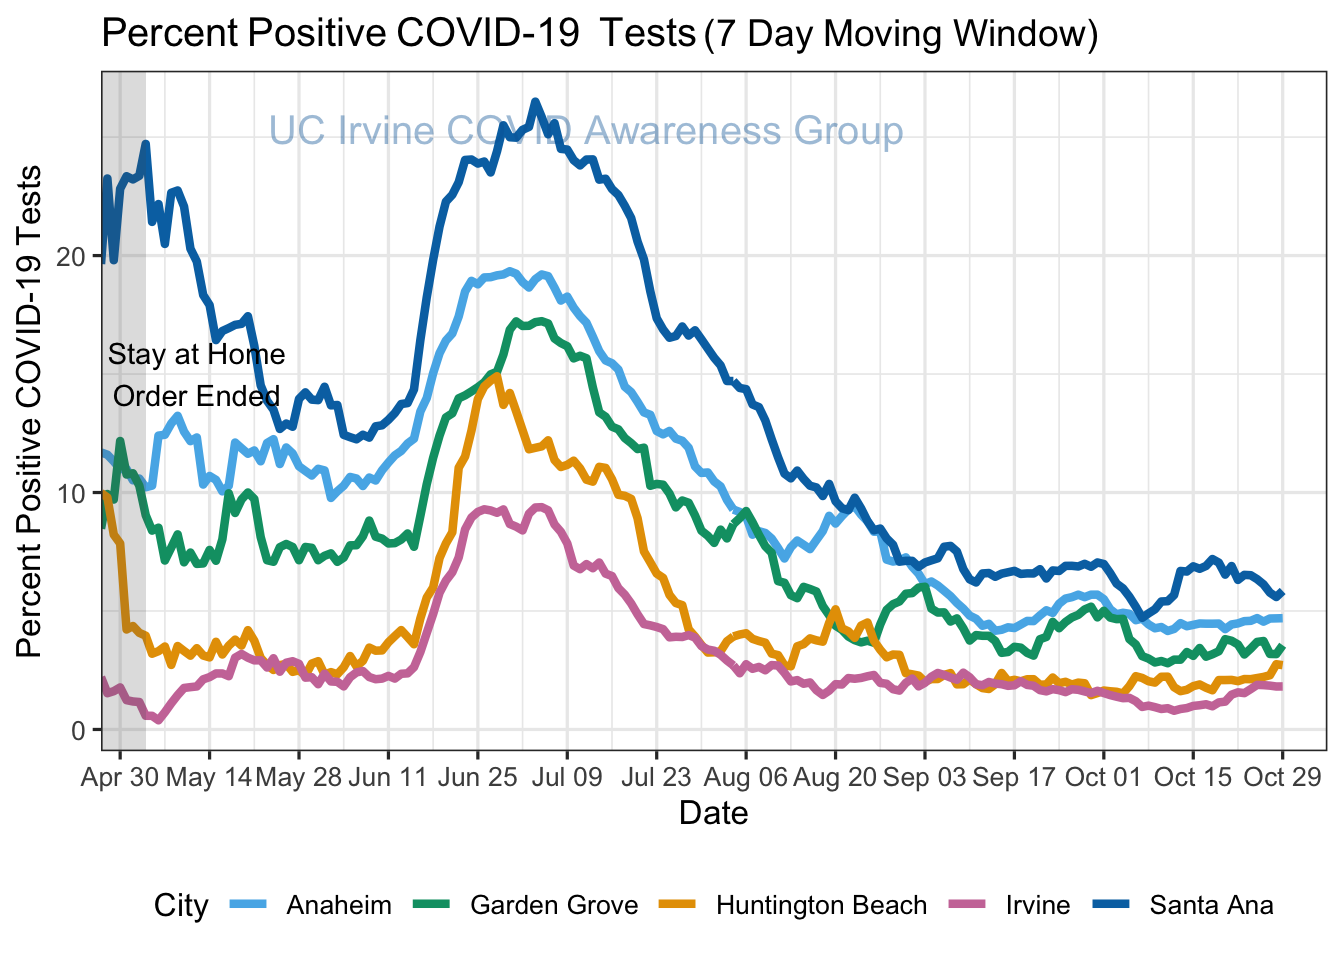 Percent Positive COVID-19 Tests (7 Day Moving Window)
UC Irvine COVID Awareness Group
Percent Positive COVID-19 Tests
20
10
0
Stay at Home
Order Ended
Apr 30 May 14 May 28 Jun 11 Jun 25 Jul 09 Jul 23 Aug 06 Aug 20 Sep 03 Sep 17 Oct 01 Oct 15 Oct 29
Date
City Anaheim Garden Grove Huntington Beach Irvine Santa Ana